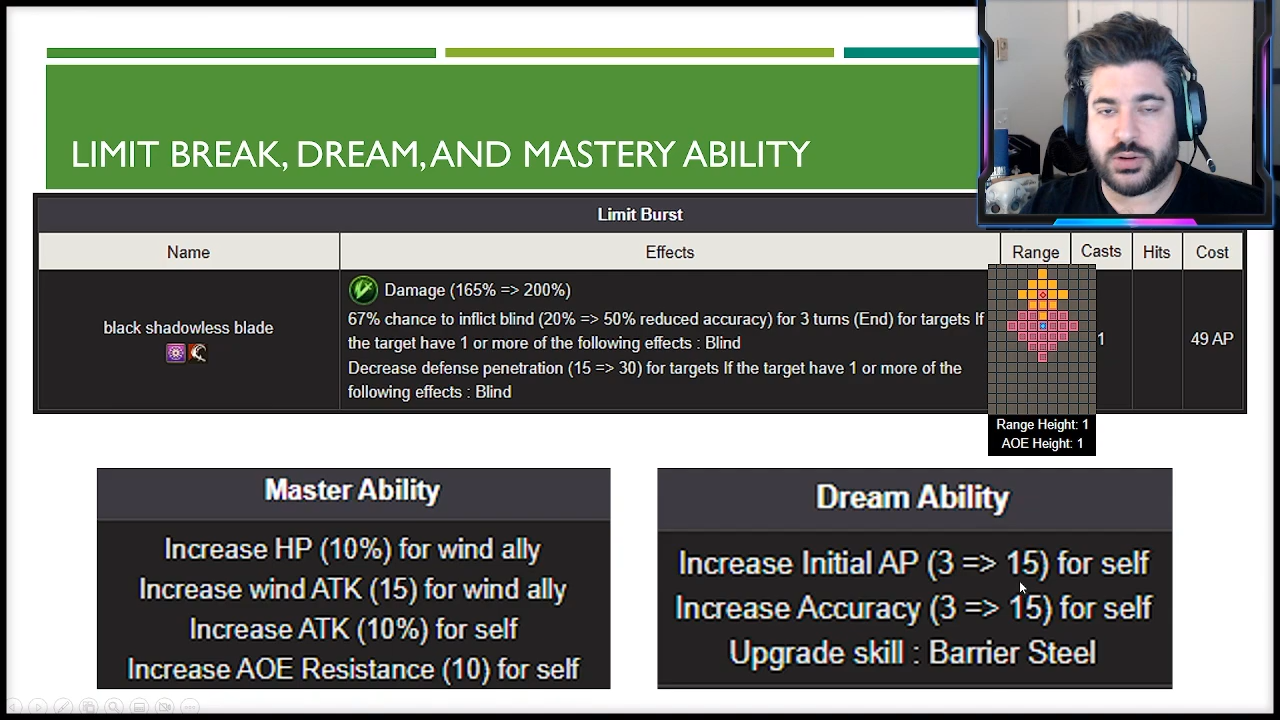 LIMIT BREAK, DREAM, AND MASTERY ABILITY
Limit Burst
Name Effects Range Casts Hits Cost
black shadowless blade
Damage (165% => 200%)
67% chance to inflict blind (20% => 50% reduced accuracy) for 3 turns (End) for targets If
the target have 1 or more of the following effects : Blind
Decrease defense penetration (15 => 30) for targets If the target have 1 or more of the
following effects : Blind
1
49 AP
Range Height: 1
AOE Height: 1
Master Ability
Increase HP (10%) for wind ally
Increase wind ATK (15) for wind ally
Increase ATK (10%) for self
Increase AOE Resistance (10) for self
Dream Ability
Increase Initial AP (3 => 15) for self
Increase Accuracy (3 => 15) for self
Upgrade skill : Barrier Steel